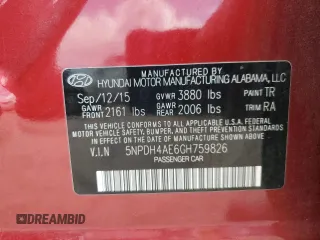 MANUFACTURED BY
HYUNDAI MOTOR MANUFACTURING ALABAMA, LLC
Sep/12/15 GVWR 3880 lbs PAINT TR
GAWR FRONT 2161 lbs GAWR REAR 2006 lbs TRIM RA
THIS VEHICLE CONFORMS TO ALL APPLICABLE
FEDERAL MOTOR VEHICLE SAFETY, BUMPER, AND
THEFT PREVENTION STANDARDS IN EFFECT ON
THE DATE OF MANUFACTURE SHOWN ABOVE.
V.I.N 5NPDH4AE6GH759826
PASSENGER CAR
© DREAMBID
DREAMBID.COM